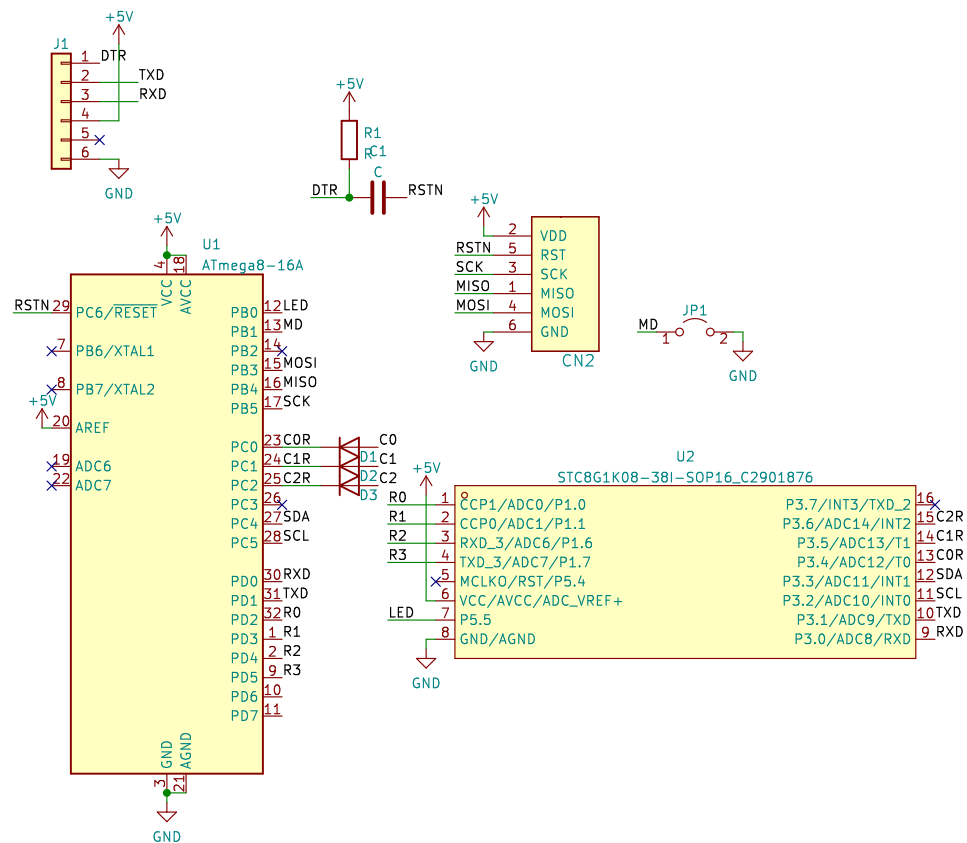 +5V
J1
1 DTR
2 TXD
3 RXD
4
5
6
GND
+5V
R1
R
C1
C
DTR
RSTN
+5V
2 VDD
RSTN 5 RST
SCK 3 SCK
MISO 1 MISO
MOSI 4 MOSI
6 GND
GND
CN2
JP1
MD
1
2
GND
+5V
U1
ATmega8-16A
4
18
VCC
AVCC
RSTN 29 PC6/RESET
7 PB6/XTAL1
8 PB7/XTAL2
+5V
20 AREF
19 ADC6
22 ADC7
PB0 12 LED
PB1 13 MD
PB2 14
PB3 15 MOSI
PB4 16 MISO
PB5 17 SCK
PC0 23 C0R
PC1 24 C1R
PC2 25 C2R
PC3 26
PC4 27 SDA
PC5 28 SCL
PD0 30 RXD
PD1 31 TXD
PD2 32 R0
PD3 1 R1
PD4 2 R2
PD5 9 R3
PD6 10
PD7 11
GND
AGND
3
21
GND
C0
D1 C1
D2 C2
D3
U2
STC8G1K08-38I-SOP16_C2901876
+5V
R0 1 CCP1/ADC0/P1.0
R1 2 CCP0/ADC1/P1.1
R2 3 RXD_3/ADC6/P1.6
R3 4 TXD_3/ADC7/P1.7
5 MCLKO/RST/P5.4
6 VCC/AVCC/ADC_VREF+
LED 7 P5.5
8 GND/AGND
GND
P3.7/INT3/TXD_2 16
P3.6/ADC14/INT2 15 C2R
P3.5/ADC13/T1 14 C1R
P3.4/ADC12/T0 13 C0R
P3.3/ADC11/INT1 12 SDA
P3.2/ADC10/INT0 11 SCL
P3.1/ADC9/TXD 10 TXD
P3.0/ADC8/RXD 9 RXD